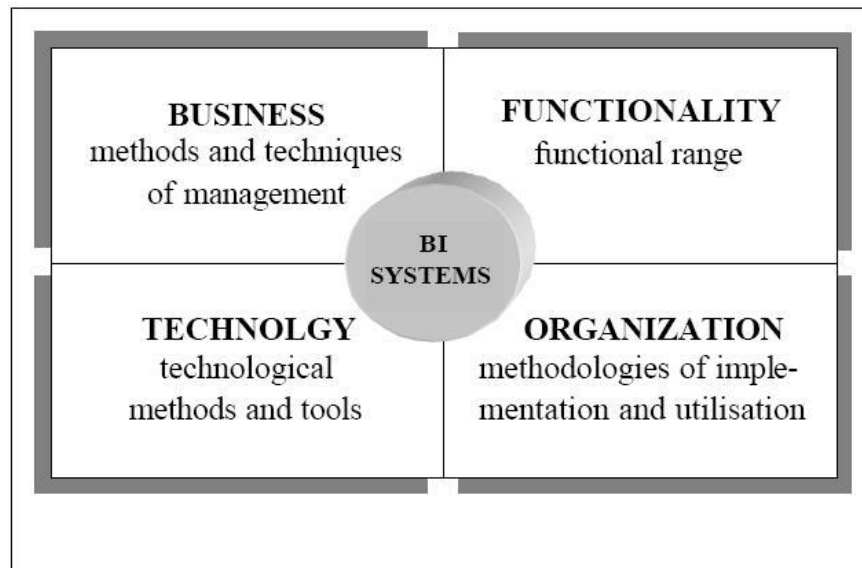 BUSINESS
methods and techniques
of management
FUNCTIONALITY
functional range
BI
SYSTEMS
TECHNOLGY
technological
methods and tools
ORGANIZATION
methodologies of imple-
mentation and utilisation